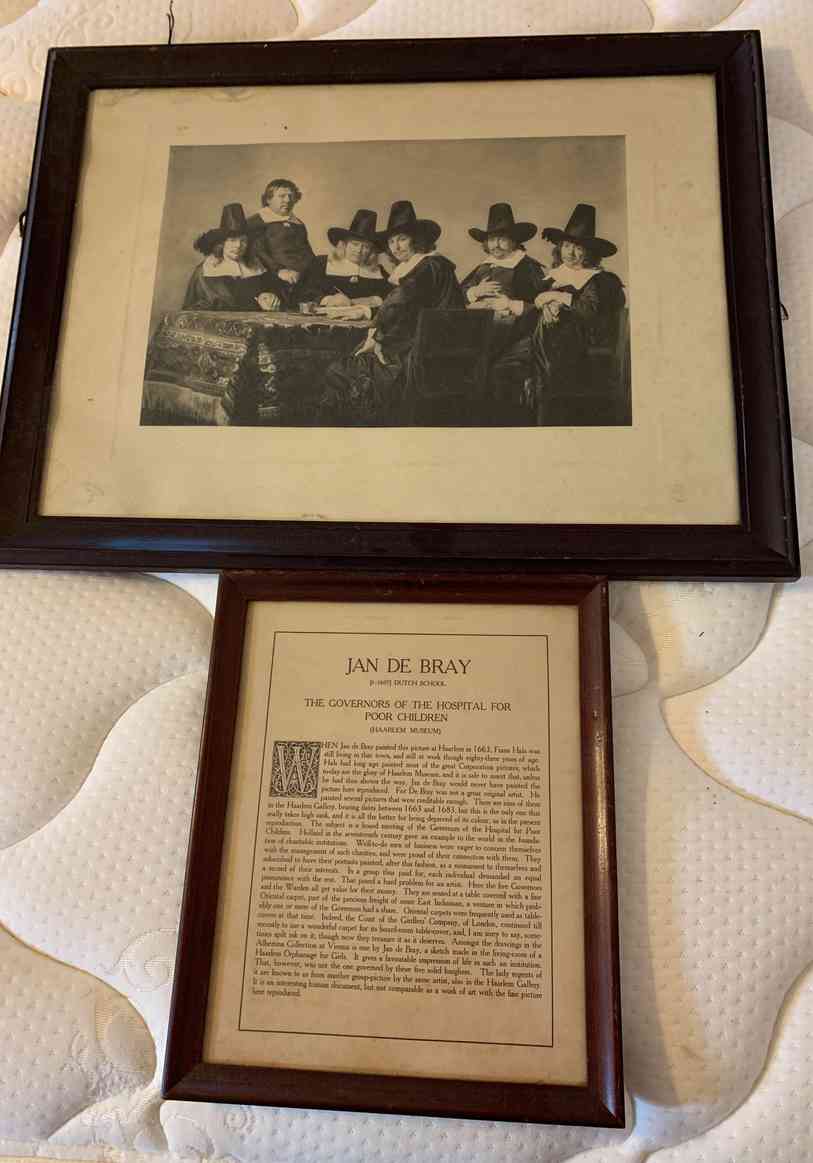 JAN DE BRAY
[?-1697] DUTCH SCHOOL
THE GOVERNORS OF THE HOSPITAL FOR
POOR CHILDREN
(HAARLEM MUSEUM)
WHEN Jan de Bray painted this picture at Haarlem in 1663, Frans Hals was
still living in that town, and still at work though eighty-three years of age.
Hals had long ago painted most of the great Corporation pictures, which
to-day are the glory of Haarlem Museum, and it is safe to assert that, unless
he had thus shown the way, Jan de Bray would never have painted the
picture here reproduced. For De Bray was not a great original artist. He
painted several pictures that were creditable enough. There are nine of them
in the Haarlem Gallery, bearing dates between 1663 and 1683, but this is the only one that
really takes high rank, and it is all the better for being deprived of its colour, as in the present
reproduction. The subject is a board meeting of the Governors of the Hospital for Poor
Children. Holland in the seventeenth century gave an example to the world in the founda-
tion of charitable institutions. Well-to-do men of business were eager to concern themselves
with the management of such charities, and were proud of their connection with them. They
subscribed to have their portraits painted, after this fashion, as a monument to themselves and
a record of their interests. In a group thus paid for, each individual demanded an equal
prominence with the rest. That posed a hard problem for an artist. Here the five Governors
and the Warden all get value for their money. They are seated at a table covered with a fine
Oriental carpet, part of the precious freight of some East Indiaman, a venture in which prob-
ably one or more of the Governors had a share. Oriental carpets were frequently used as table-
covers at that time. Indeed, the Court of the Girdlers' Company, of London, continued till
recently to use a wonderful carpet for its board-room table-cover, and, I am sorry to say, some-
times spilt ink on it, though now they treasure it as it deserves. Amongst the drawings in the
Albertina Collection at Vienna is one by Jan de Bray, a sketch made in the living-room of a
Haarlem Orphanage for Girls. It gives a favourable impression of life in such an institution.
That, however, was not the one governed by these five solid burghers. The lady regents of
it are known to us from another group-picture by the same artist, also in the Haarlem Gallery.
It is an interesting human document, but not comparable as a work of art with the fine picture
here reproduced.